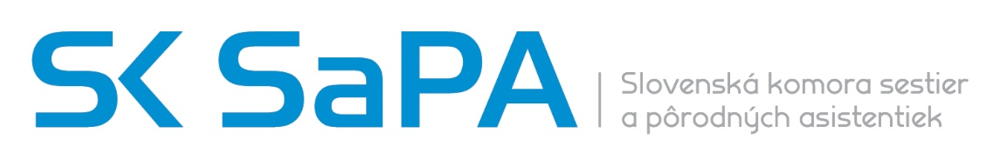 SK SaPA
Slovenská komora sestier
a pôrodných asistentiek